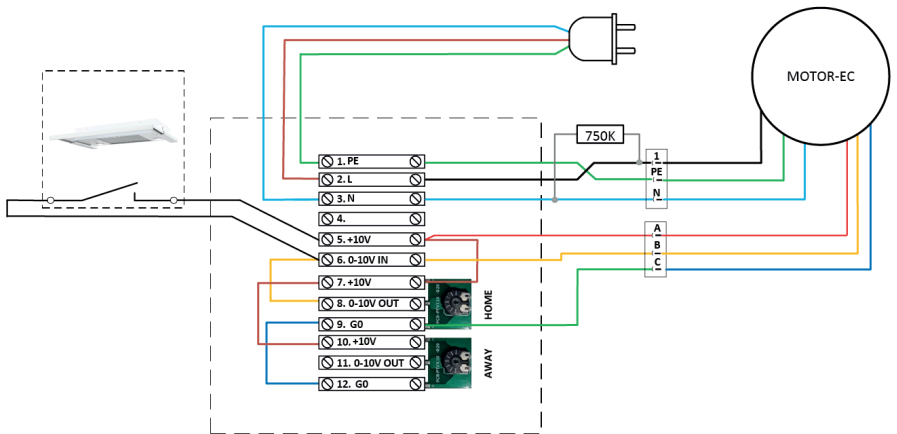 MOTOR-EC
750K
1. PE
2. L
3. N
4.
5. +10V
6. 0-10V IN
7. +10V
8. 0-10V OUT
9. G0
10. +10V
11. 0-10V OUT
12. G0
1
PE
N
A
B
C
HOME
AWAY